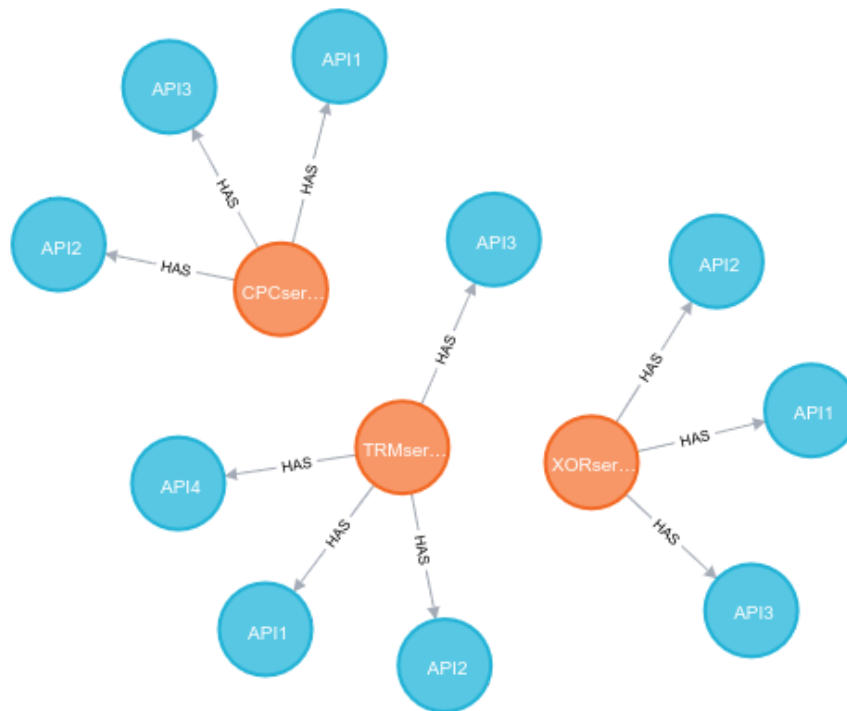 API1
API3
HAS
HAS
API2
HAS
CPCser...
API3
HAS
API2
HAS
API1
HAS
TRMser...
XORser...
HAS
API4
HAS
HAS
HAS
API1
API3
API2